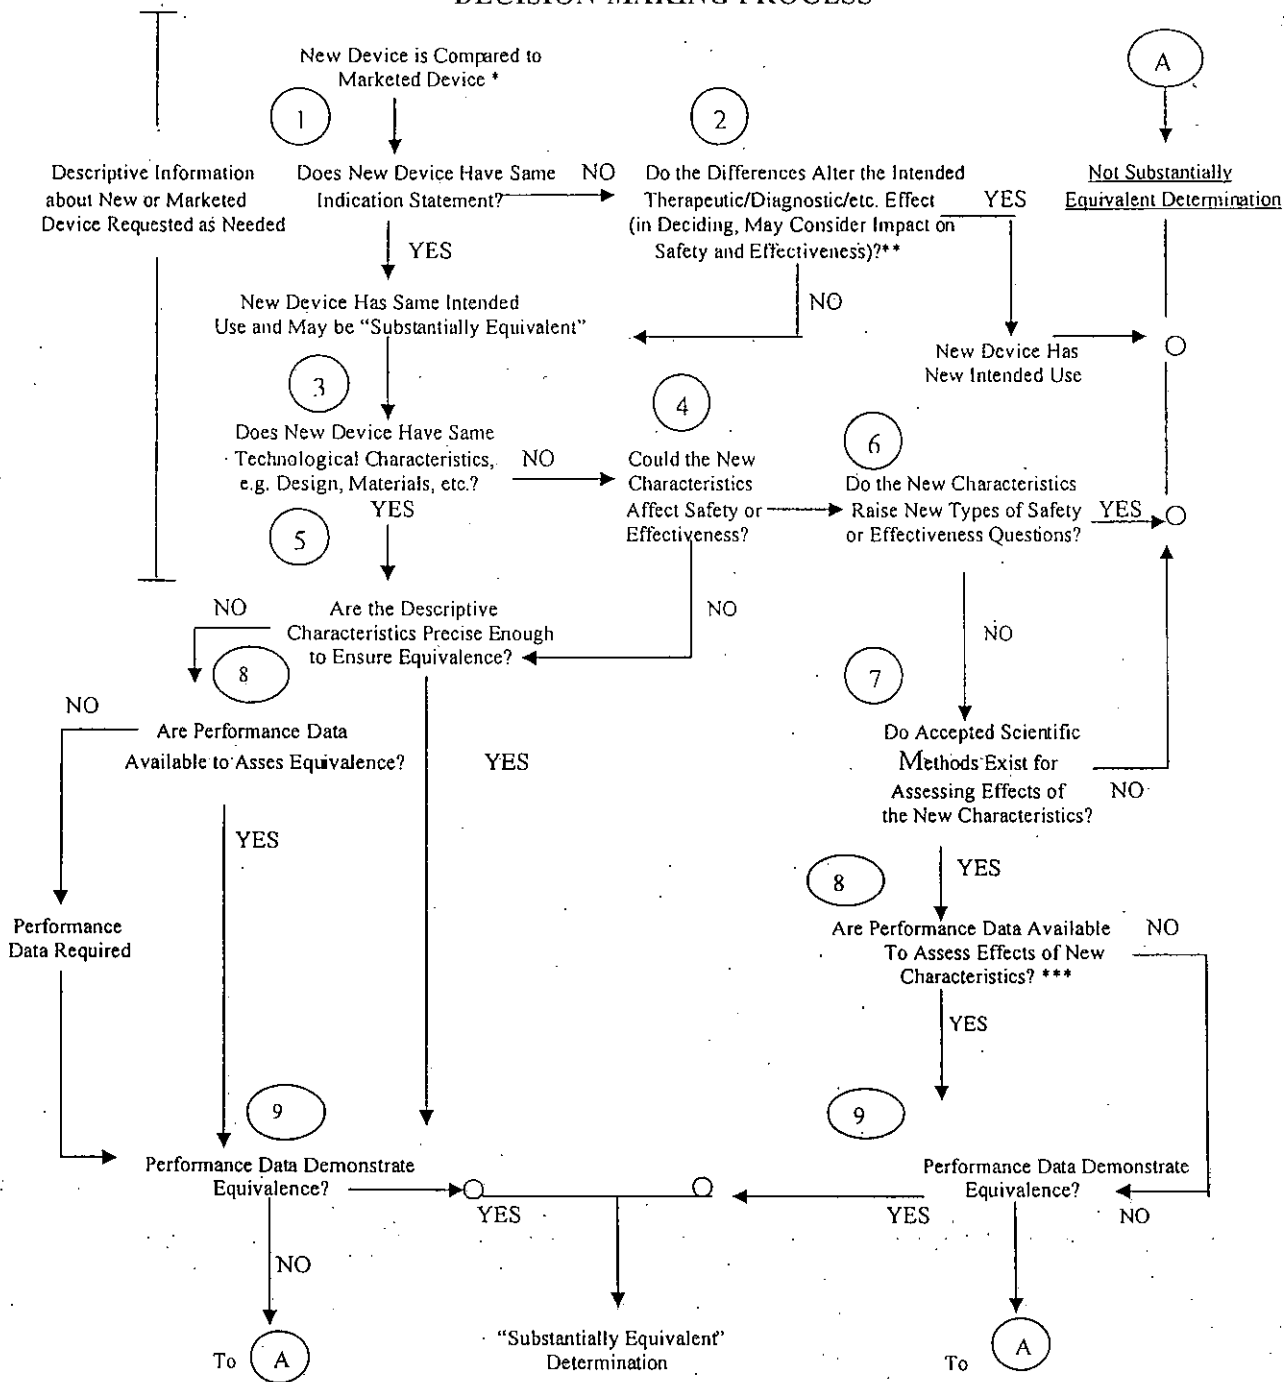 DECISION-MAKING PROCESS
New Device is Compared to
Marketed Device *
A
1
2
Descriptive Information
about New or Marketed
Device Requested as Needed
Does New Device Have Same
Indication Statement?
NO
Do the Differences Alter the Intended
Therapeutic/Diagnostic/etc. Effect
(in Deciding, May Consider Impact on
Safety and Effectiveness)?**
YES
Not Substantially
Equivalent Determination
YES
NO
New Device Has Same Intended
Use and May be "Substantially Equivalent"
New Device Has
New Intended Use
3
4
6
Does New Device Have Same
Technological Characteristics,
e.g. Design, Materials, etc.?
NO
Could the New
Characteristics
Affect Safety or
Effectiveness?
Do the New Characteristics
Raise New Types of Safety
or Effectiveness Questions?
YES
YES
5
NO
Are the Descriptive
Characteristics Precise Enough
to Ensure Equivalence?
NO
NO
8
7
NO
Are Performance Data
Available to Asses Equivalence?
YES
Do Accepted Scientific
Methods Exist for
Assessing Effects of
the New Characteristics?
NO
YES
YES
8
Performance
Data Required
Are Performance Data Available
To Assess Effects of New
Characteristics? ***
NO
YES
9
9
Performance Data Demonstrate
Equivalence?
YES
Performance Data Demonstrate
Equivalence?
YES
NO
NO
To A
"Substantially Equivalent"
Determination
To A